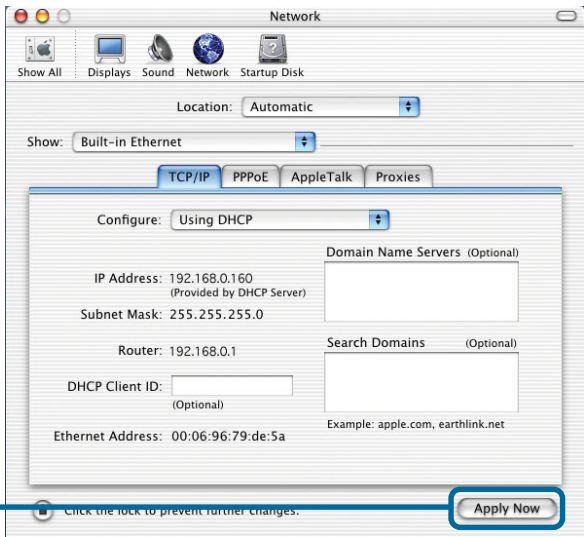 Network
Show All Displays Sound Network Startup Disk
Location: Automatic
Show: Built-in Ethernet
TCP/IP PPPoE AppleTalk Proxies
Configure: Using DHCP
Domain Name Servers (Optional)
IP Address: 192.168.0.160
(Provided by DHCP Server)
Subnet Mask: 255.255.255.0
Router: 192.168.0.1
Search Domains (Optional)
DHCP Client ID:
(Optional)
Example: apple.com, earthlink.net
Ethernet Address: 00:06:96:79:de:5a
Click the lock to prevent further changes.
Apply Now